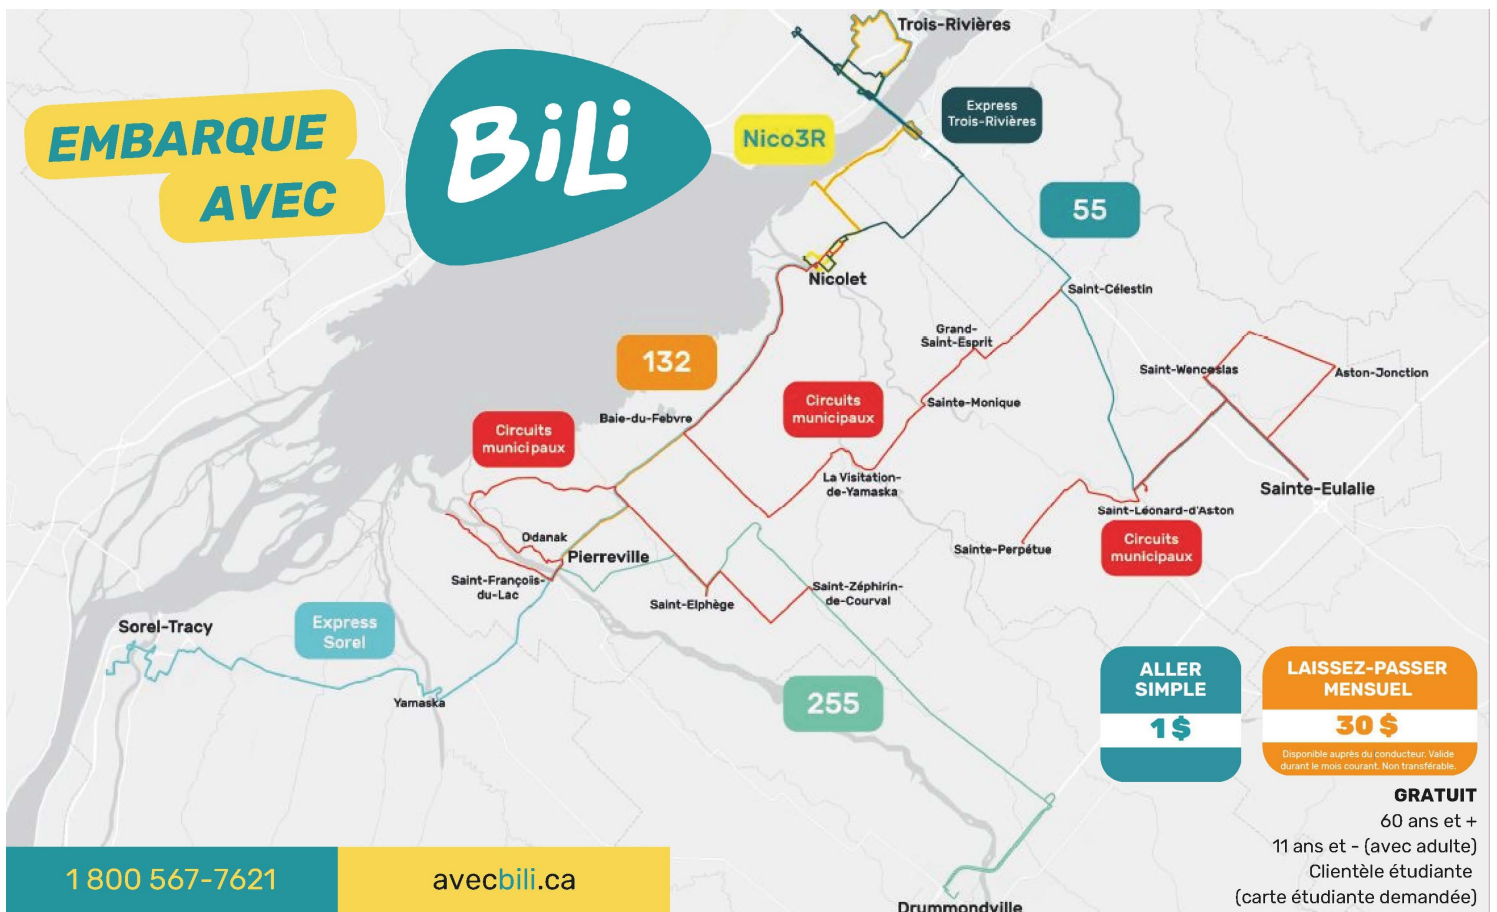 EMBARQUE
AVEC
BiLi
Trois-Rivières
Express
Trois-Rivières
Nico3R
55
Nicolet
Saint-Célestin
Grand-
Saint-Esprit
132
Saint-Wenceslas
Aston-Jonction
Circuits
municipaux
Sainte-Monique
Baie-du-Febvre
Circuits
municipaux
La Visitation-
de-Yamaska
Sainte-Eulalie
Saint-Léonard-d'Aston
Odanak
Pierreville
Sainte-Perpétue
Circuits
municipaux
Saint-François-
du-Lac
Saint-Elphège
Saint-Zéphirin-
de-Courval
Sorel-Tracy
Express
Sorel
Yamaska
255
ALLER
SIMPLE
1 $
LAISSEZ-PASSER
MENSUEL
30 $
Disponible auprès du conducteur. Valide
durant le mois courant. Non transférable.
GRATUIT
60 ans et +
11 ans et - (avec adulte)
Clientèle étudiante
(carte étudiante demandée)
1 800 567-7621
avecbili.ca
Drummondville